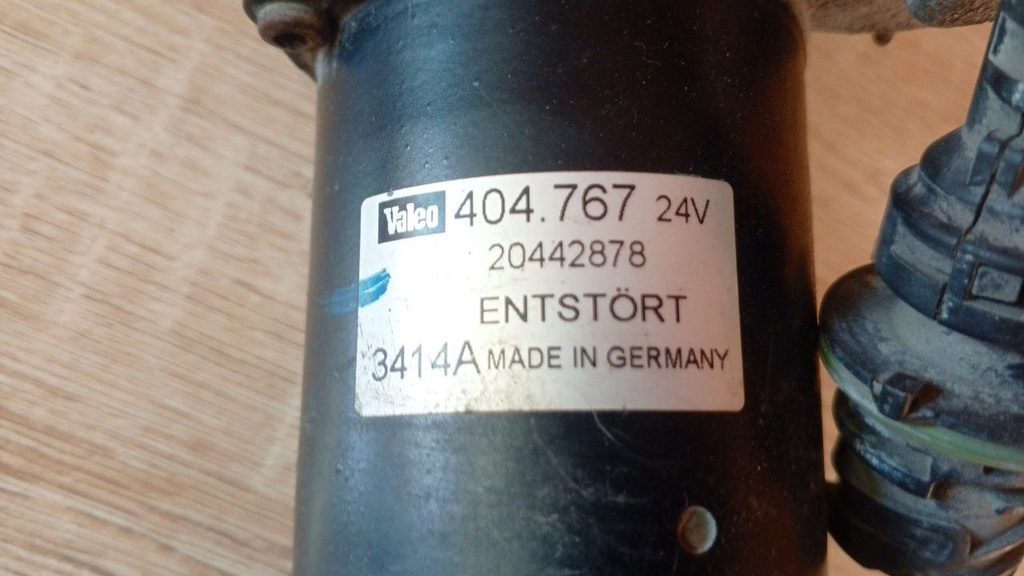 Valeo 404.767 24V
20442878
ENTSTÖRT
3414A MADE IN GERMANY